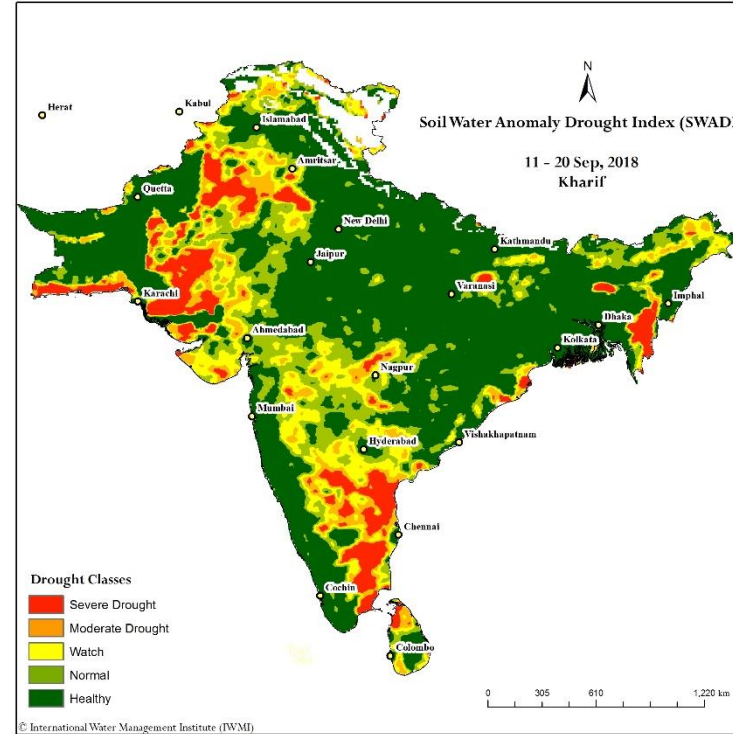 N
Soil Water Anomaly Drought Index (SWADI
11 - 20 Sep, 2018
Kharif
Herat
Kabul
Islamabad
Amritsar
Quetta
New Delhi
Kathmandu
Jaipur
Varanasi
Karachi
Imphal
Dhaka
Ahmedabad
Kolkata
Nagpur
Mumbai
Hyderabad
Vishakhapatnam
Chennai
Cochin
Colombo
Drought Classes
Severe Drought
Moderate Drought
Watch
Normal
Healthy
0 305 610 1,220 km
© International Water Management Institute (IWMI)